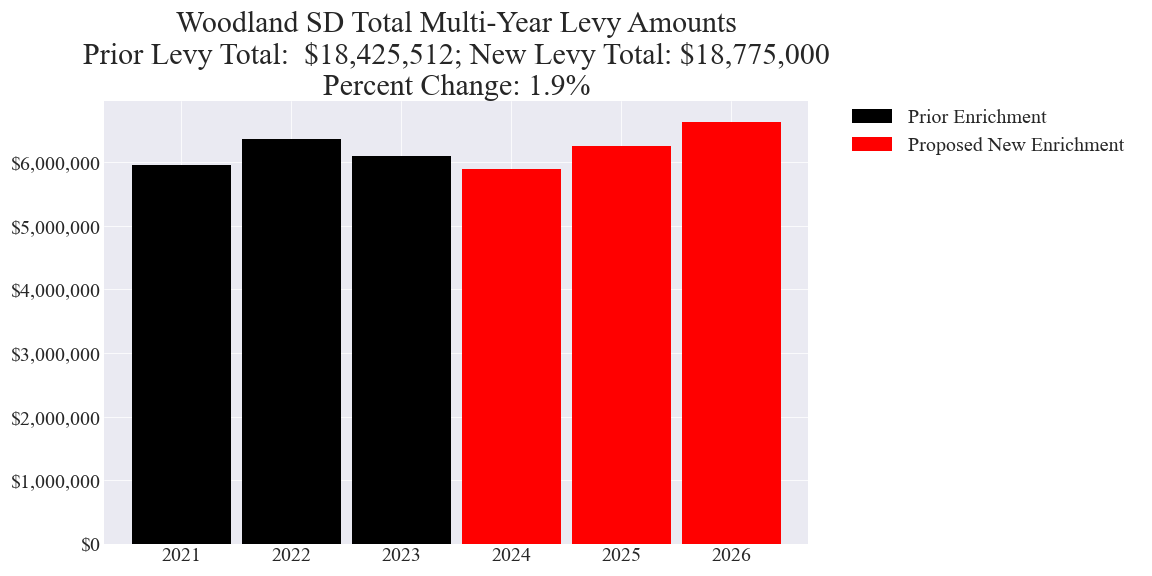 Woodland SD Total Multi-Year Levy Amounts
Prior Levy Total:  $18,425,512; New Levy Total: $18,775,000
Percent Change: 1.9%
Prior Enrichment
Proposed New Enrichment
$6,000,000
$5,000,000
$4,000,000
$3,000,000
$2,000,000
$1,000,000
$0
2021 2022 2023 2024 2025 2026